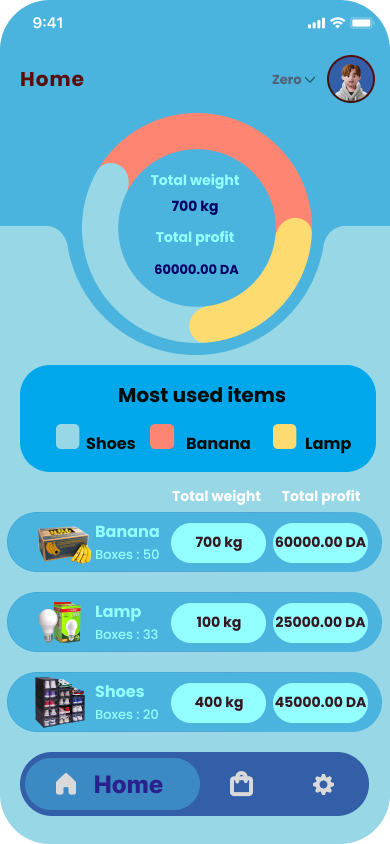 9:41
Home
Zero
Total weight
700 kg
Total profit
60000.00 DA
Most used items
Shoes Banana Lamp
Total weight Total profit
Banana
Boxes : 50
700 kg
60000.00 DA
Lamp
Boxes : 33
100 kg
25000.00 DA
Shoes
Boxes : 20
400 kg
45000.00 DA
Home